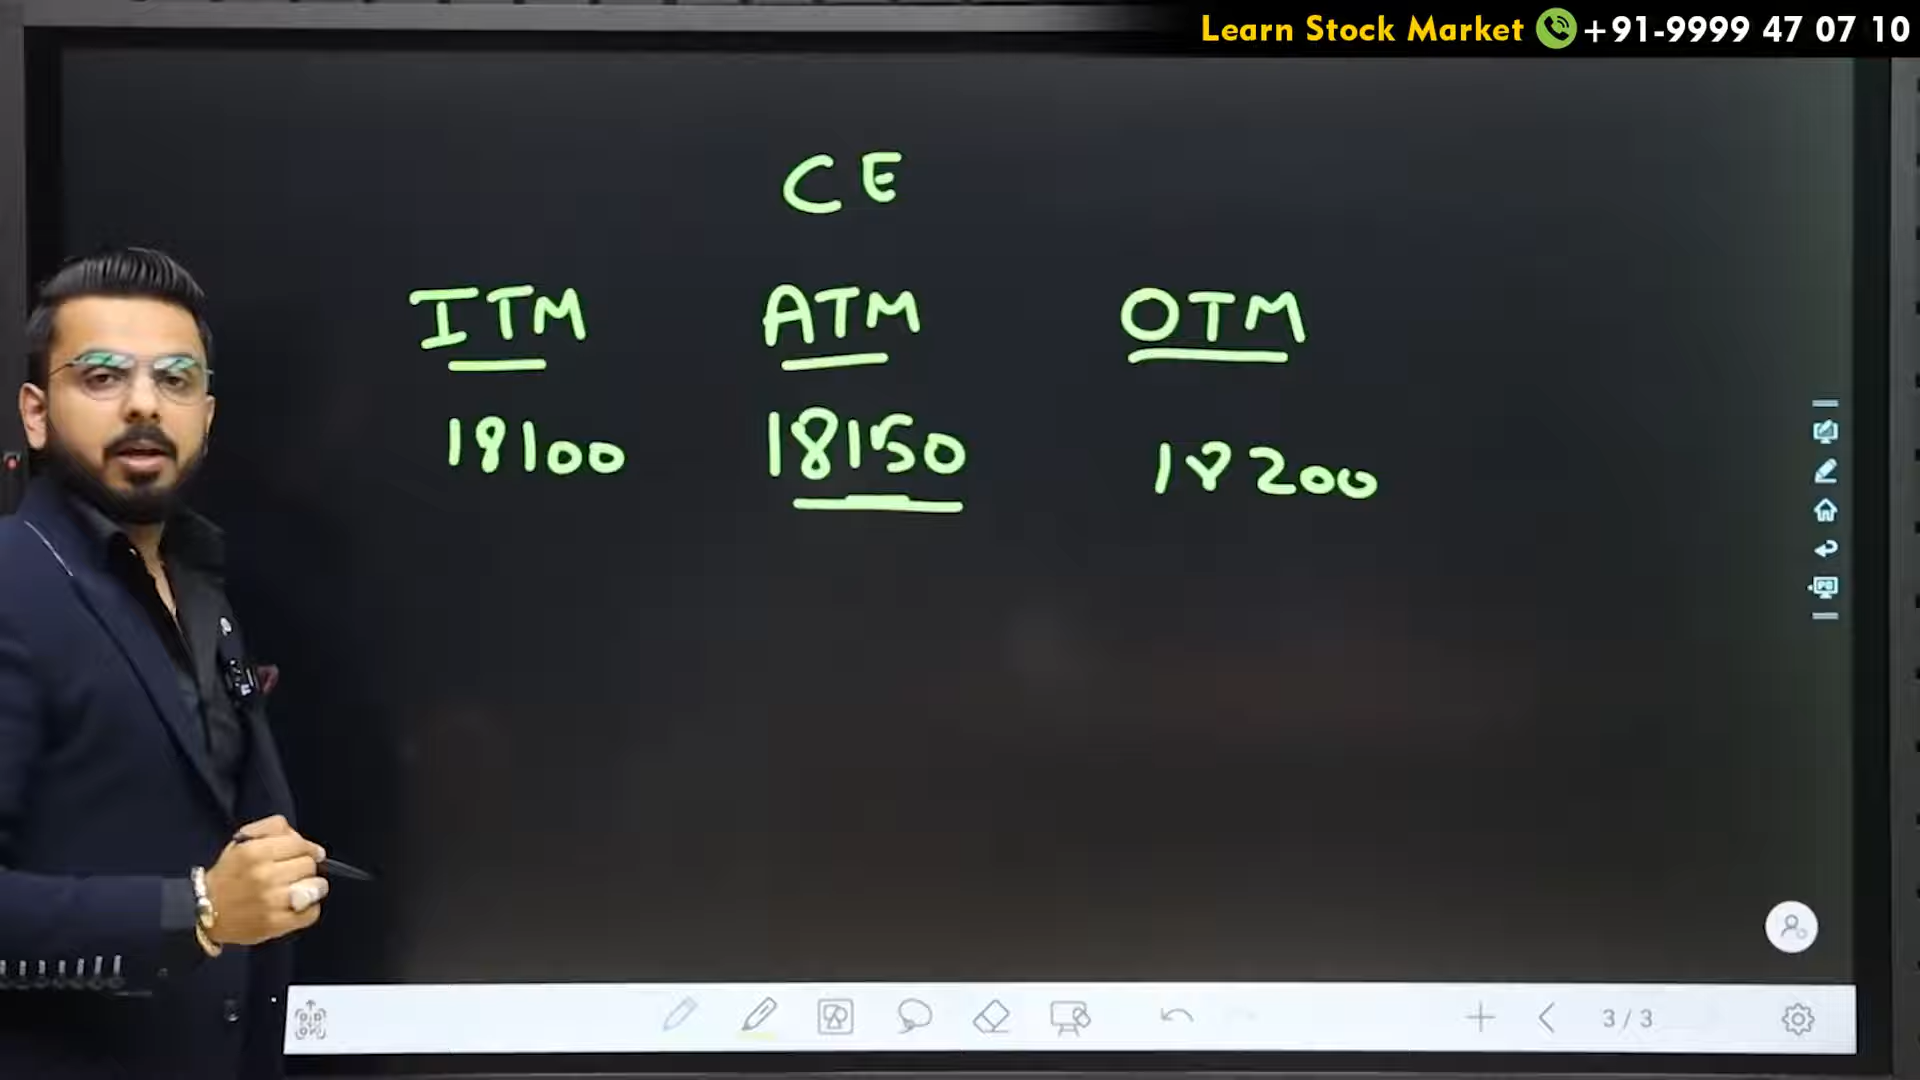 Learn Stock Market +91-9999 47 07 10
CE
ITM ATM OTM
18100 18150 18200
3/3